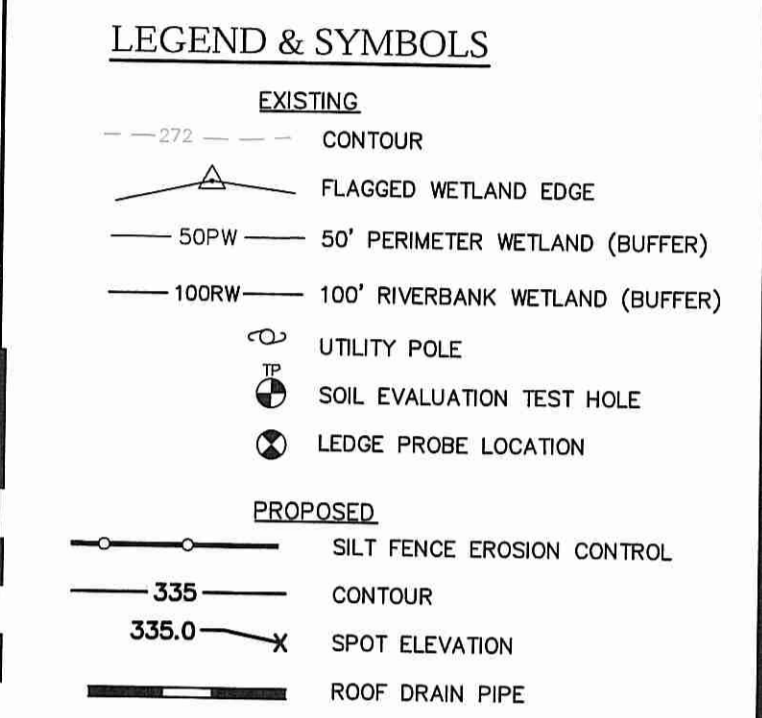 LEGEND & SYMBOLS
EXISTING
272 CONTOUR
FLAGGED WETLAND EDGE
50PW 50' PERIMETER WETLAND (BUFFER)
100RW 100' RIVERBANK WETLAND (BUFFER)
UTILITY POLE
TP
SOIL EVALUATION TEST HOLE
LEDGE PROBE LOCATION
PROPOSED
SILT FENCE EROSION CONTROL
335 CONTOUR
335.0 X SPOT ELEVATION
ROOF DRAIN PIPE